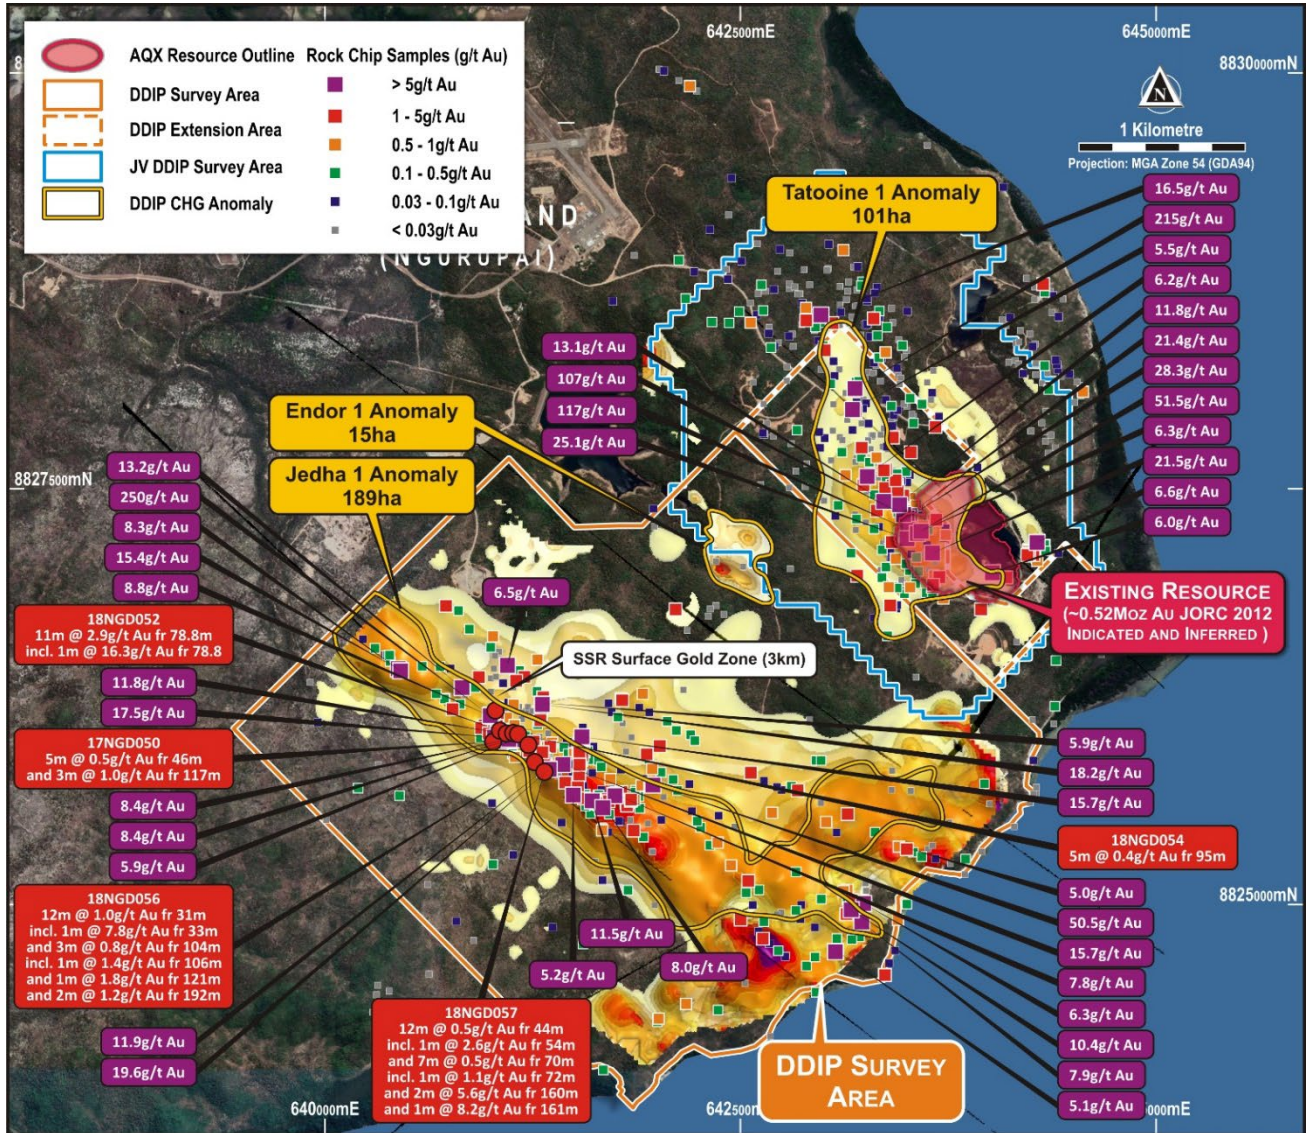 642500mE
645000mE
8830000mN
AQX Resource Outline
DDIP Survey Area
DDIP Extension Area
JV DDIP Survey Area
DDIP CHG Anomaly
Rock Chip Samples (g/t Au)
> 5g/t Au
1 - 5g/t Au
0.5 - 1g/t Au
0.1 - 0.5g/t Au
0.03 - 0.1g/t Au
< 0.03g/t Au
AND
(NGURUPAI)
N
1 Kilometre
Projection: MGA Zone 54 (GDA94)
Tatooine 1 Anomaly
101ha
16.5g/t Au
215g/t Au
5.5g/t Au
6.2g/t Au
11.8g/t Au
21.4g/t Au
28.3g/t Au
51.5g/t Au
6.3g/t Au
21.5g/t Au
6.6g/t Au
6.0g/t Au
13.1g/t Au
107g/t Au
117g/t Au
25.1g/t Au
Endor 1 Anomaly
15ha
Jedha 1 Anomaly
189ha
8827500mN
13.2g/t Au
250g/t Au
8.3g/t Au
15.4g/t Au
8.8g/t Au
18NGD052
11m @ 2.9g/t Au fr 78.8m
incl. 1m @ 16.3g/t Au fr 78.8
11.8g/t Au
17.5g/t Au
17NGD050
5m @ 0.5g/t Au fr 46m
and 3m @ 1.0g/t Au fr 117m
8.4g/t Au
8.4g/t Au
5.9g/t Au
18NGD056
12m @ 1.0g/t Au fr 31m
incl. 1m @ 7.8g/t Au fr 33m
and 3m @ 0.8g/t Au fr 104m
incl. 1m @ 1.4g/t Au fr 106m
and 1m @ 1.8g/t Au fr 121m
and 2m @ 1.2g/t Au fr 192m
11.9g/t Au
19.6g/t Au
6.5g/t Au
SSR Surface Gold Zone (3km)
EXISTING RESOURCE
(~0.52MOZ AU JORC 2012
INDICATED AND INFERRED )
5.9g/t Au
18.2g/t Au
15.7g/t Au
18NGD054
5m @ 0.4g/t Au fr 95m
8825000mN
5.0g/t Au
50.5g/t Au
15.7g/t Au
7.8g/t Au
6.3g/t Au
10.4g/t Au
7.9g/t Au
5.1g/t Au
11.5g/t Au
5.2g/t Au
8.0g/t Au
18NGD057
12m @ 0.5g/t Au fr 44m
incl. 1m @ 2.6g/t Au fr 54m
and 7m @ 0.5g/t Au fr 70m
incl. 1m @ 1.1g/t Au fr 72m
and 2m @ 5.6g/t Au fr 160m
and 1m @ 8.2g/t Au fr 161m
DDIP SURVEY
AREA
640000mE
642500mE
000mE